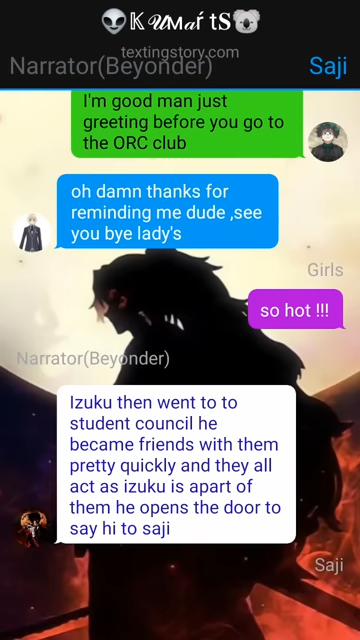 👽𝕂 𝓤ᴍ𝓪ŕ tS🐨
textingstory.com
Narrator(Beyonder)
Saji
I'm good man just
greeting before you go to
the ORC club
oh damn thanks for
reminding me dude ,see
you bye lady's
Girls
so hot !!!
Narrator(Beyonder)
Izuku then went to to
student council he
became friends with them
pretty quickly and they all
act as izuku is apart of
them he opens the door to
say hi to saji
Saji